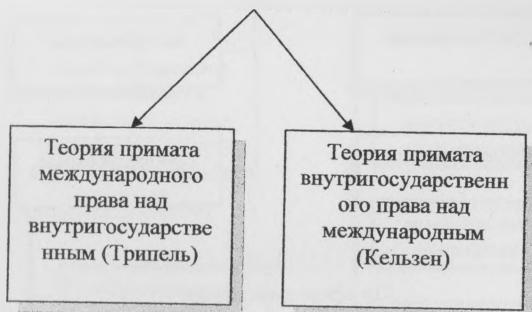 Теория примата
международного
права над
внутригосударстве
нным (Трипель)
Теория примата
внутригосударственн
ого права над
международным
(Кельзен)